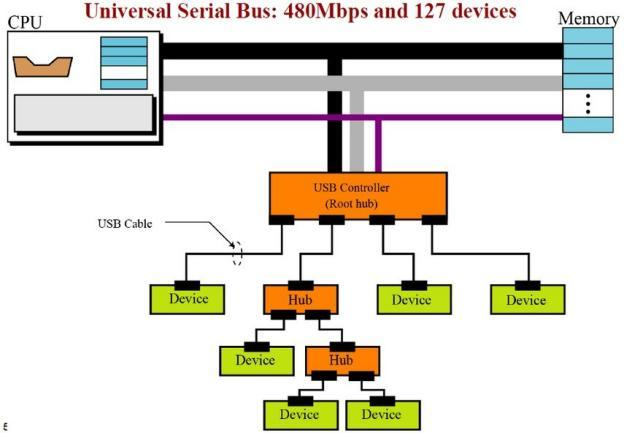 Universal Serial Bus: 480Mbps and 127 devices
CPU
Memory
USB Controller
(Root hub)
USB Cable
Device
Hub
Device
Device
Device
Hub
Device
Device